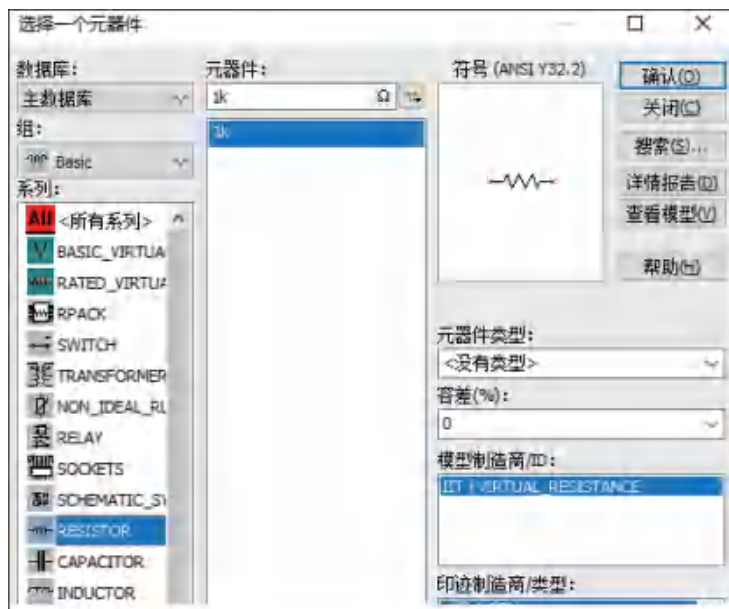 选择一个元器件
数据库:
主数据库
组:
Basic
系列:
All <所有系列>
BASIC_VIRTUA
RATED_VIRTUA
RPACK
SWITCH
TRANSFORMER
NON_IDEAL_RL
RELAY
SOCKETS
SCHEMATIC_SY
RESISTOR
CAPACITOR
INDUCTOR
元器件:
1k Ω
1k
符号 (ANSI Y32.2)
确认(O)
关闭(C)
搜索(S)...
详情报告(D)
查看模型(V)
帮助(H)
元器件类型:
<没有类型>
容差(%):
0
模型制造商/ID:
IIT / VIRTUAL_RESISTANCE
印迹制造商/类型: